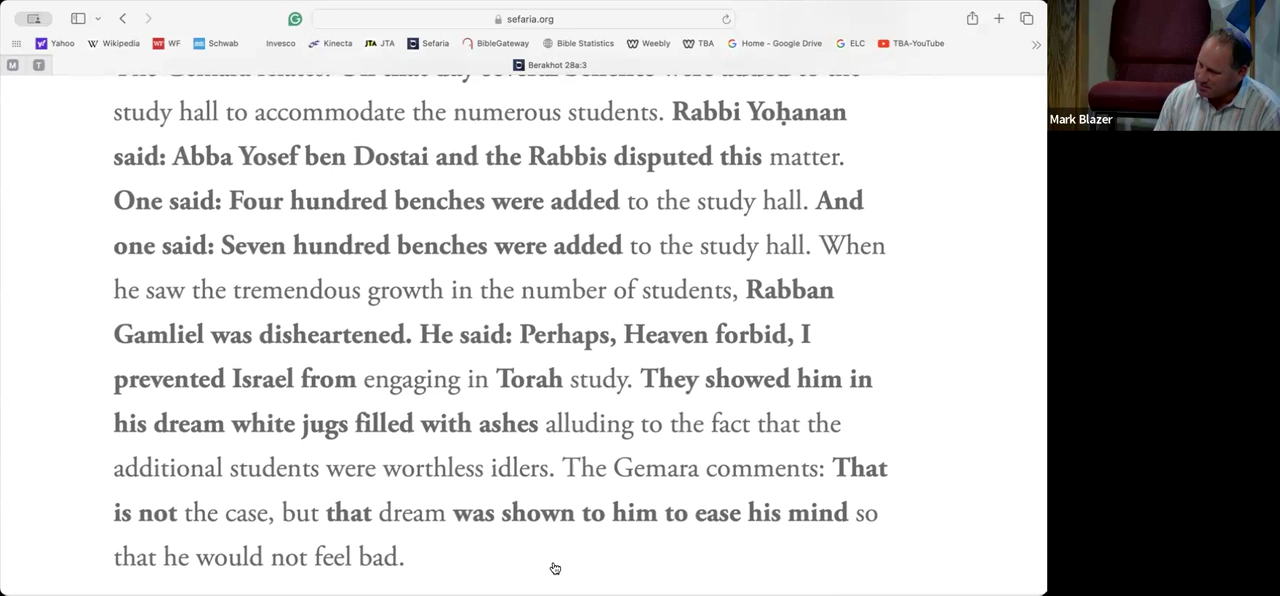 sefaria.org
Yahoo
Wikipedia
WF
Schwab
Invesco
Kinecta
JTA
Sefaria
BibleGateway
Bible Statistics
Weebly
TBA
Home - Google Drive
ELC
TBA-YouTube
M
T
Berakhot 28a:3
study hall to accommodate the numerous students. Rabbi Yoḥanan
said: Abba Yosef ben Dostai and the Rabbis disputed this matter.
One said: Four hundred benches were added to the study hall. And
one said: Seven hundred benches were added to the study hall. When
he saw the tremendous growth in the number of students, Rabban
Gamliel was disheartened. He said: Perhaps, Heaven forbid, I
prevented Israel from engaging in Torah study. They showed him in
his dream white jugs filled with ashes alluding to the fact that the
additional students were worthless idlers. The Gemara comments: That
is not the case, but that dream was shown to him to ease his mind so
that he would not feel bad.
Mark Blazer